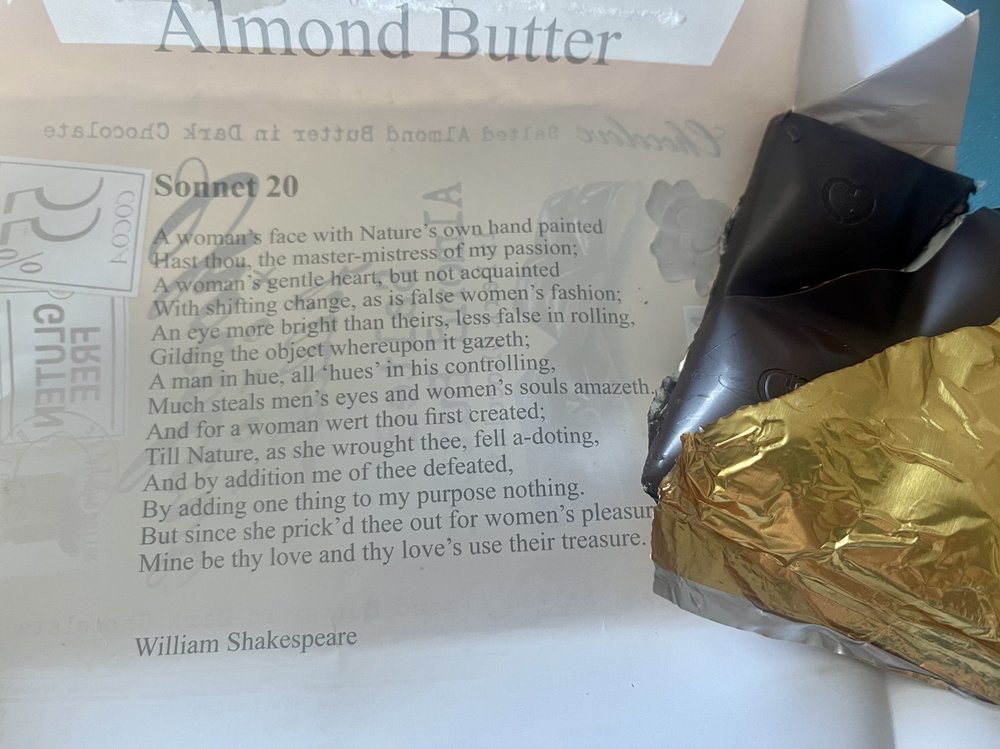 Almond Butter
Chocolove Salted Almond Butter in Dark Chocolate
Sonnet 20
A woman's face with Nature's own hand painted
Hast thou, the master-mistress of my passion;
A woman's gentle heart, but not acquainted
With shifting change, as is false women's fashion;
An eye more bright than theirs, less false in rolling,
Gilding the object whereupon it gazeth;
A man in hue, all ‘hues’ in his controlling,
Much steals men's eyes and women's souls amazeth.
And for a woman wert thou first created;
Till Nature, as she wrought thee, fell a-doting,
And by addition me of thee defeated,
By adding one thing to my purpose nothing.
But since she prick'd thee out for women's pleasur
Mine be thy love and thy love's use their treasure.
William Shakespeare
55%
COCOA
GLUTEN
FREE